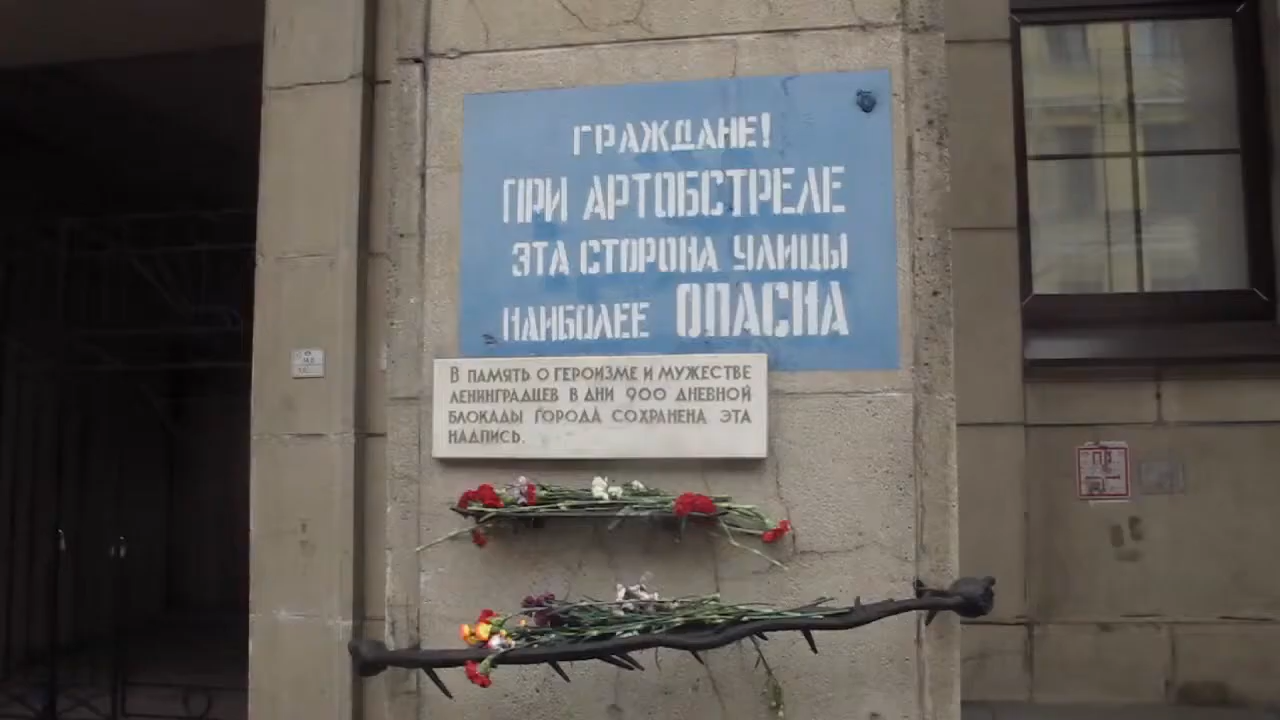 ГРАЖДАНЕ!
ПРИ АРТОБСТРЕЛЕ
ЭТА СТОРОНА УЛИЦЫ
НАИБОЛЕЕ ОПАСНА
В ПАМЯТЬ О ГЕРОИЗМЕ И МУЖЕСТВЕ
ЛЕНИНГРАДЦЕВ В ДНИ 900 ДНЕВНОЙ
БЛОКАДЫ ГОРОДА СОХРАНЕНА ЭТА
НАДПИСЬ.